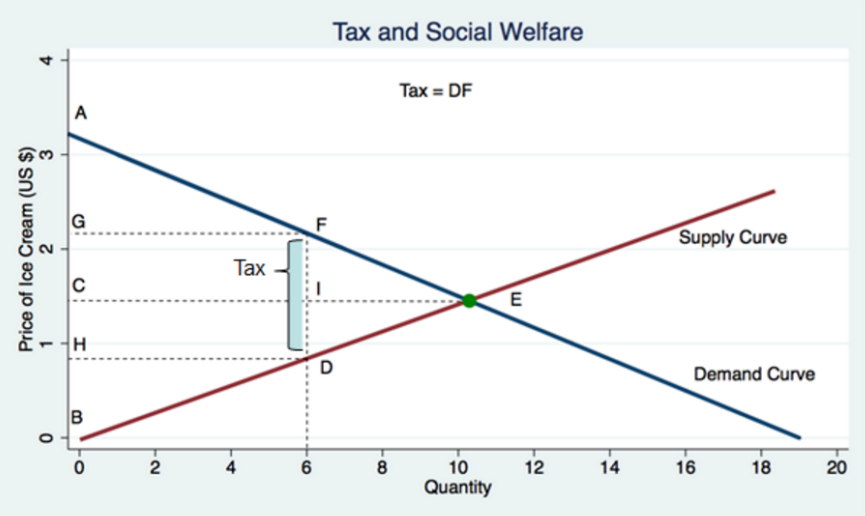 Tax and Social Welfare
Tax = DF
Price of Ice Cream (US $)
4
3
2
1
0
A
G
F
Supply Curve
Tax
C
I
E
H
D
Demand Curve
B
0 2 4 6 8 10 12 14 16 18 20
Quantity